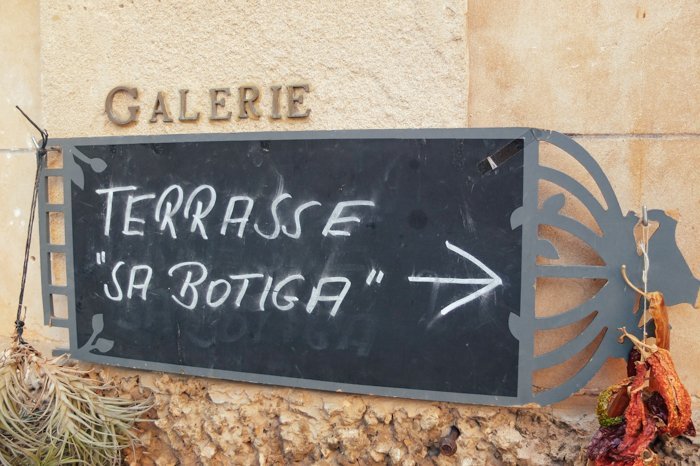 GALERIE
TERRASSE
"SA BOTIGA" →